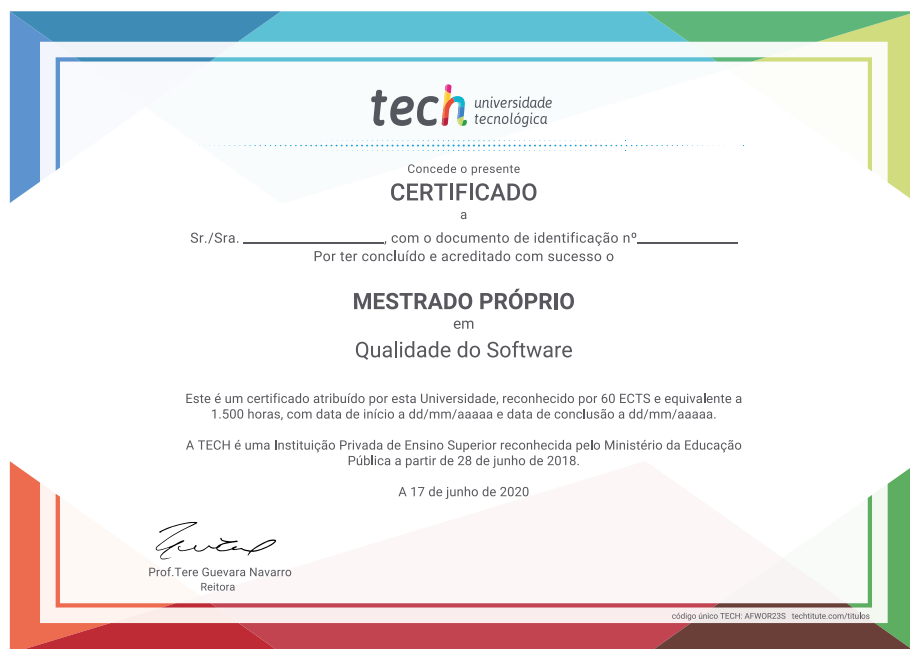 tech universidade
tecnológica
Concede o presente
CERTIFICADO
a
Sr./Sra. ____________________, com o documento de identificação nº______________
Por ter concluído e acreditado com sucesso o
MESTRADO PRÓPRIO
em
Qualidade do Software
Este é um certificado atribuído por esta Universidade, reconhecido por 60 ECTS e equivalente a
1.500 horas, com data de início a dd/mm/aaaaa e data de conclusão a dd/mm/aaaaa.
A TECH é uma Instituição Privada de Ensino Superior reconhecida pelo Ministério da Educação
Pública a partir de 28 de junho de 2018.
A 17 de junho de 2020
Prof.Tere Guevara Navarro
Reitora
código único TECH: AFWOR23S techtitute.com/titulos